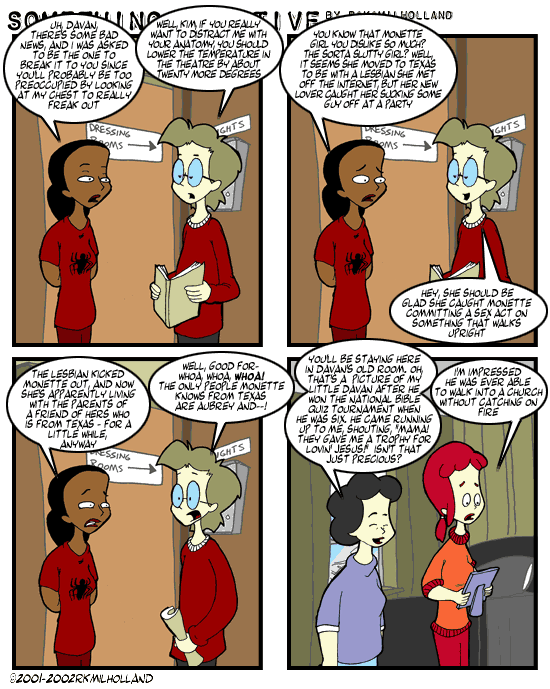 IVE
UH, DAVAN,
THERE'S SOME BAD
NEWS, AND I WAS ASKED
TO BE THE ONE TO
BREAK IT TO YOU SINCE
YOU'LL PROBABLY BE TOO
PREOCCUPIED BY LOOKING
AT MY CHEST TO REALLY
FREAK OUT
WELL, KIM IF YOU REALLY
WANT TO DISTRACT ME WITH
YOUR ANATOMY, YOU SHOULD
LOWER THE TEMPERATURE IN
THE THEATRE BY ABOUT
TWENTY MORE DEGREES
DRESSING
ROOMS
GHTS
YOU KNOW THAT MONETTE
GIRL YOU DISLIKE SO MUCH?
THE SORTA SLUTTY GIRL? WELL,
IT SEEMS SHE MOVED TO TEXAS
TO BE WITH A LESBIAN SHE MET
OFF THE INTERNET, BUT HER NEW
LOVER CAUGHT HER SUCKING SOME
GUY OFF AT A PARTY
DRESSING
ROOMS
GHTS
HEY, SHE SHOULD BE
GLAD SHE CAUGHT MONETTE
COMMITTING A SEX ACT ON
SOMETHING THAT WALKS
UPRIGHT
THE LESBIAN KICKED
MONETTE OUT, AND NOW
SHE'S APPARENTLY LIVING
WITH THE PARENTS OF
A FRIEND OF HERS WHO
IS FROM TEXAS - FOR A
LITTLE WHILE,
ANYWAY
WELL, GOOD FOR-
WHOA, WHOA, WHOA!
THE ONLY PEOPLE MONETTE
KNOWS FROM TEXAS
ARE AUBREY AND--!
ESSING
ROOMS
GHTS
YOU'LL BE STAYING HERE
IN DAVAN'S OLD ROOM. OH,
THAT'S A PICTURE OF MY
LITTLE DAVAN AFTER HE
WON THE NATIONAL BIBLE
QUIZ TOURNAMENT WHEN
HE WAS SIX. HE CAME RUNNING
UP TO ME, SHOUTING, "MAMA!
THEY GAVE ME A TROPHY FOR
LOVIN' JESUS!" ISN'T THAT
JUST PRECIOUS?
I'M IMPRESSED
HE WAS EVER ABLE
TO WALK INTO A CHURCH
WITHOUT CATCHING ON
FIRE
©2001-2002RKMILHOLLAND